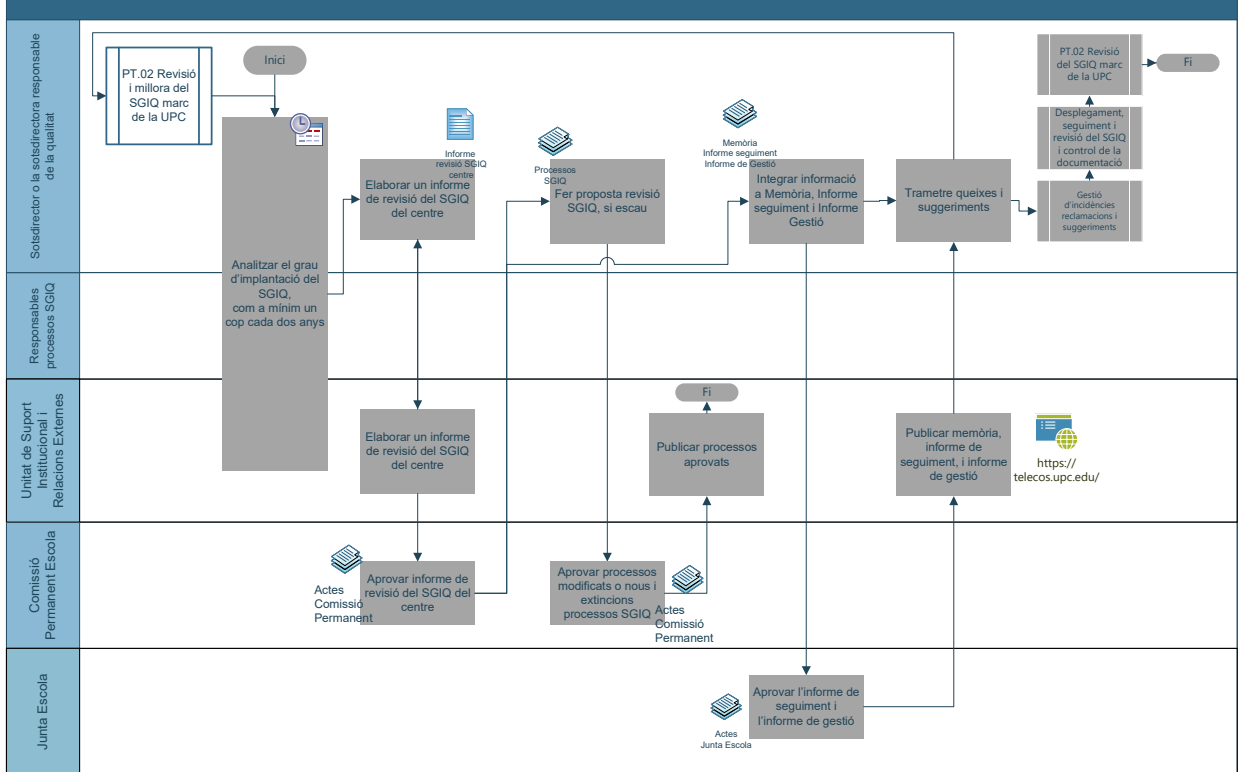 Sotsdirector o la sotsdirectora responsable
de la qualitat
PT.02 Revisió
i millora del
SGIQ marc
de la UPC
Inici
Informe
revisió SGIQ
centre
Elaborar un informe
de revisió del SGIQ
del centre
Processos
SGIQ
Fer proposta revisió
SGIQ, si escau
Memòria
Informe seguiment
Informe de Gestió
Integrar informació
a Memòria, Informe
seguiment i Informe
Gestió
Trametre queixes i
suggeriments
PT.02 Revisió
del SGIQ marc
de la UPC
Fi
Desplegament,
seguiment i
revisió del SGIQ
i control de la
documentació
Gestió
d'incidències
reclamacions i
suggeriments
Responsables
processos SGIQ
Analitzar el grau
d'implantació del
SGIQ,
com a mínim un
cop cada dos anys
Unitat de Suport
Institucional i
Relacions Externes
Elaborar un informe
de revisió del SGIQ
del centre
Fi
Publicar processos
aprovats
Publicar memòria,
informe de
seguiment, i informe
de gestió
https://
telecos.upc.edu/
Comissió
Permanent Escola
Actes
Comissió
Permanent
Aprovar informe de
revisió del SGIQ del
centre
Aprovar processos
modificats o nous i
extincions
processos SGIQ
Actes
Comissió
Permanent
Junta Escola
Actes
Junta Escola
Aprovar l'informe de
seguiment i
l'informe de gestió